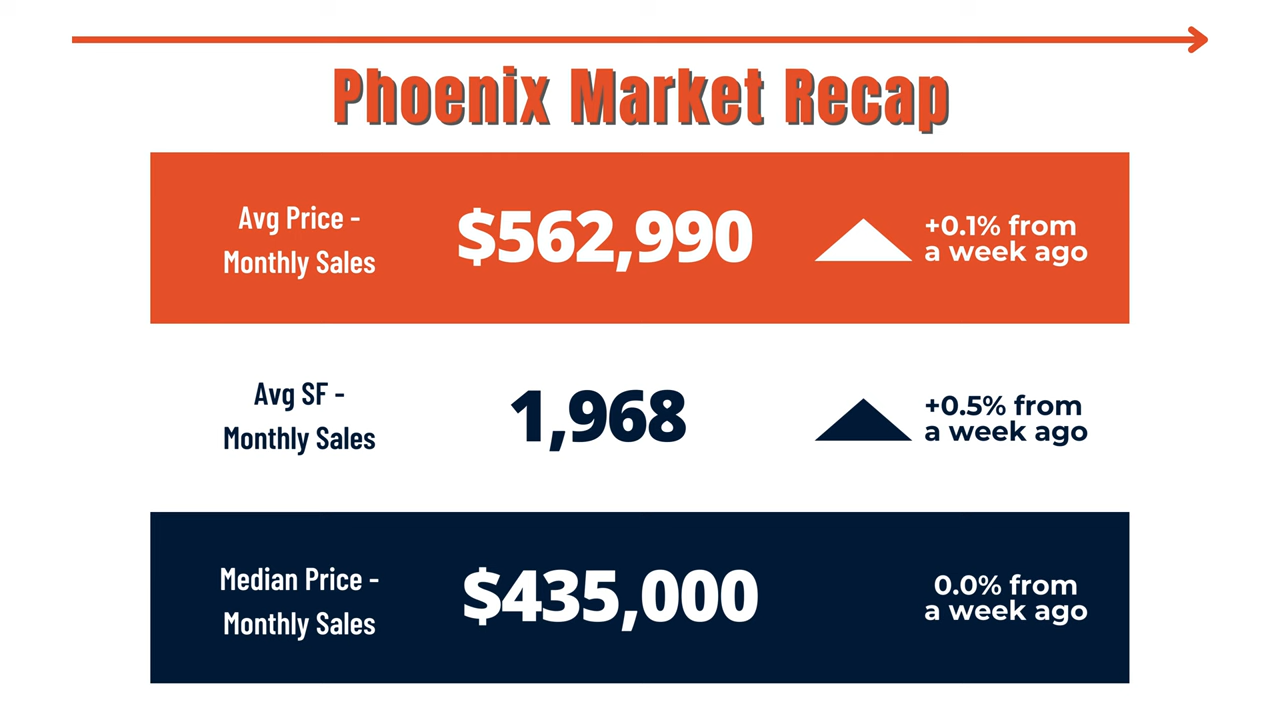 Phoenix Market Recap
Avg Price -
Monthly Sales
$562,990
+0.1% from
a week ago
Avg SF -
Monthly Sales
1,968
+0.5% from
a week ago
Median Price -
Monthly Sales
$435,000
0.0% from
a week ago